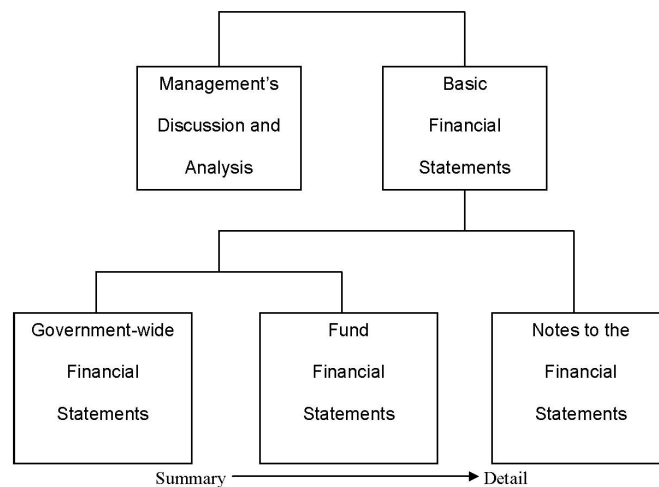 Management's
Discussion and
Analysis
Basic
Financial
Statements
Government-wide
Financial
Statements
Fund
Financial
Statements
Notes to the
Financial
Statements
Summary
Detail